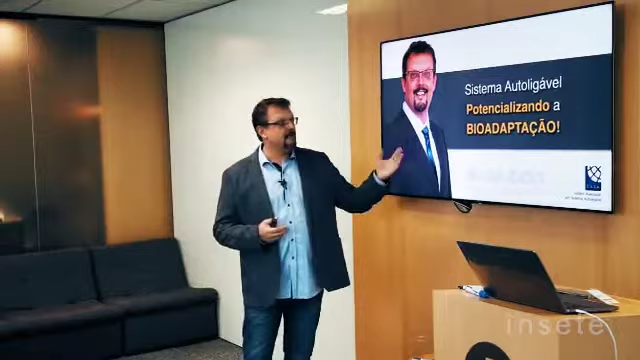 Sistema Autoligável
Potencializando a
BIOADAPTAÇÃO!
insete